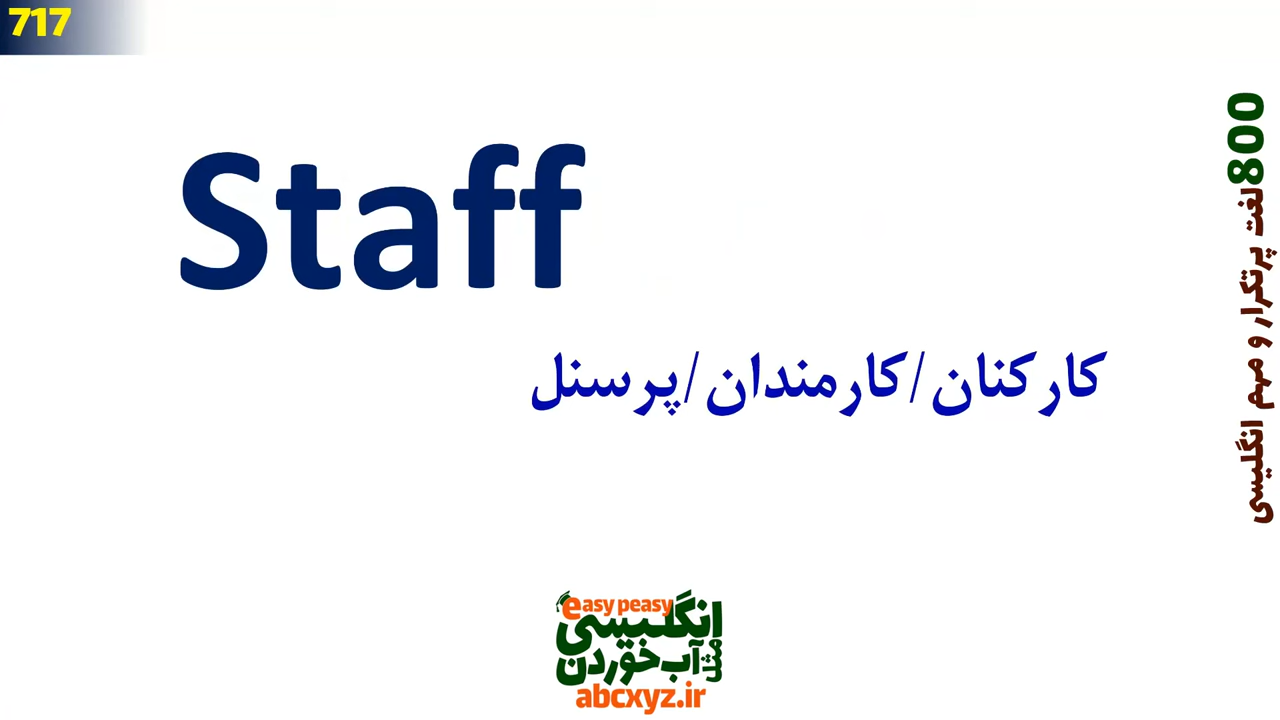 717
Staff
کارکنان/کارمندان/پرسنل
800 لغت پرتکرار و مهم انگلیسی
easy peasy
انگلیسی
مثل آب خوردن
abcxyz.ir